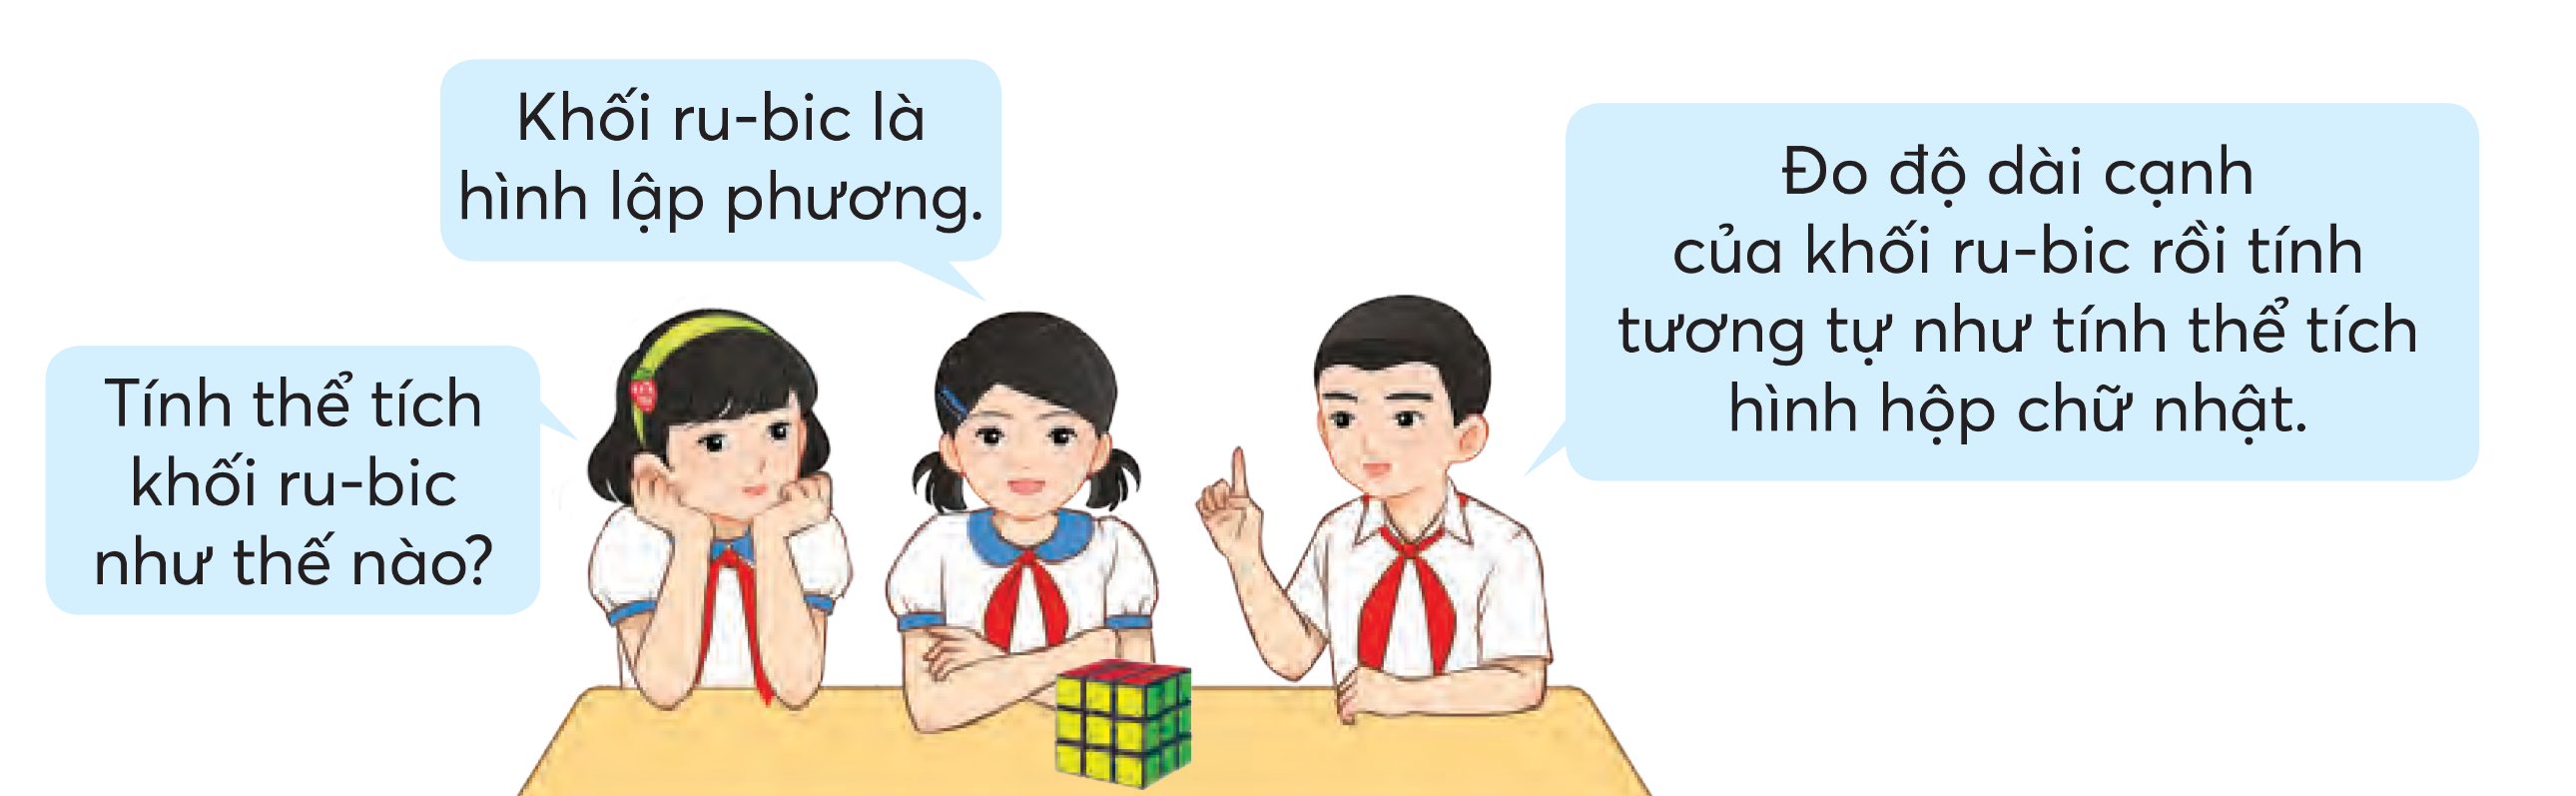 Khối ru-bic là
hình lập phương.
Đo độ dài cạnh
của khối ru-bic rồi tính
tương tự như tính thể tích
hình hộp chữ nhật.
Tính thể tích
khối ru-bic
như thế nào?